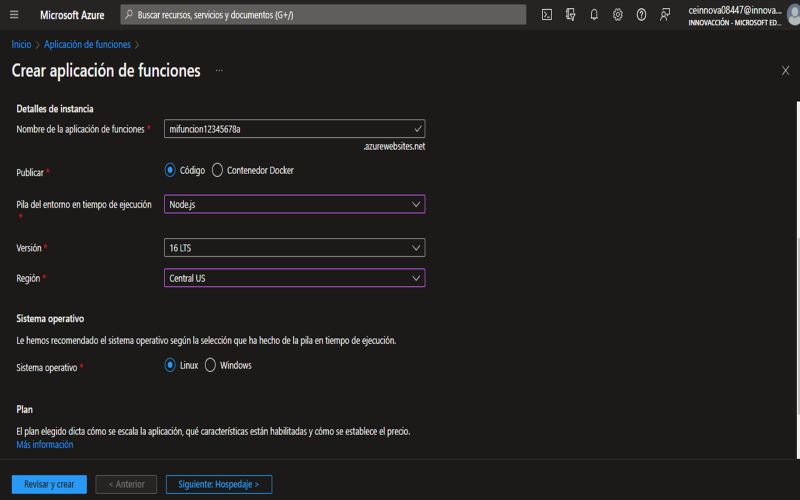 Microsoft Azure
Buscar recursos, servicios y documentos (G+/)
ceinnova08447@innova...
INNOVACCIÓN - MICROSOFT ED...
Inicio > Aplicación de funciones >
Crear aplicación de funciones ...
Detalles de instancia
Nombre de la aplicación de funciones * mifuncion12345678a
.azurewebsites.net
Publicar * Código Contenedor Docker
Pila del entorno en tiempo de ejecución * Node.js
Versión * 16 LTS
Región * Central US
Sistema operativo
Le hemos recomendado el sistema operativo según la selección que ha hecho de la pila en tiempo de ejecución.
Sistema operativo * Linux Windows
Plan
El plan elegido dicta cómo se escala la aplicación, qué características están habilitadas y cómo se establece el precio.
Más información
Revisar y crear < Anterior Siguiente: Hospedaje >